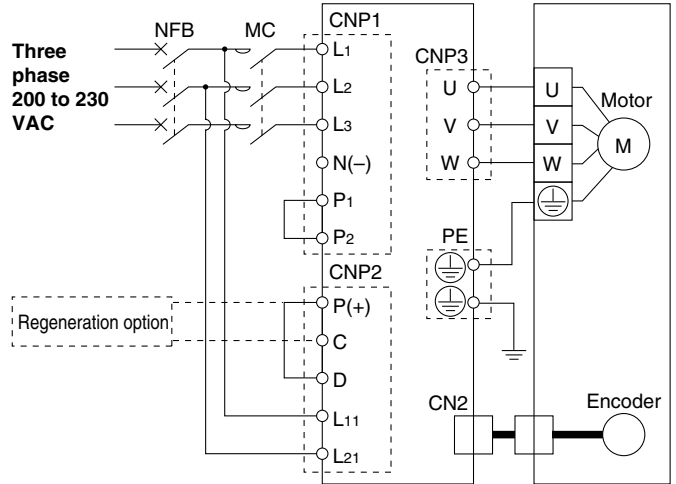 NFB
MC
CNP1
Three
phase
200 to 230
VAC
L1
L2
L3
N(–)
P1
P2
CNP3
U
V
W
U
V
W
Motor
M
PE
CNP2
Regeneration option
P(+)
C
D
L11
L21
CN2
Encoder